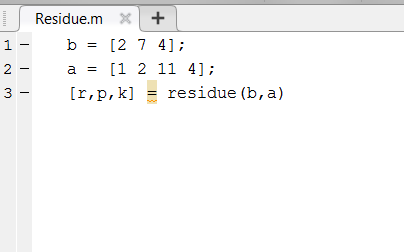 Residue.m
1 b = [2 7 4];
2 a = [1 2 11 4];
3 [r,p,k] = residue(b,a)